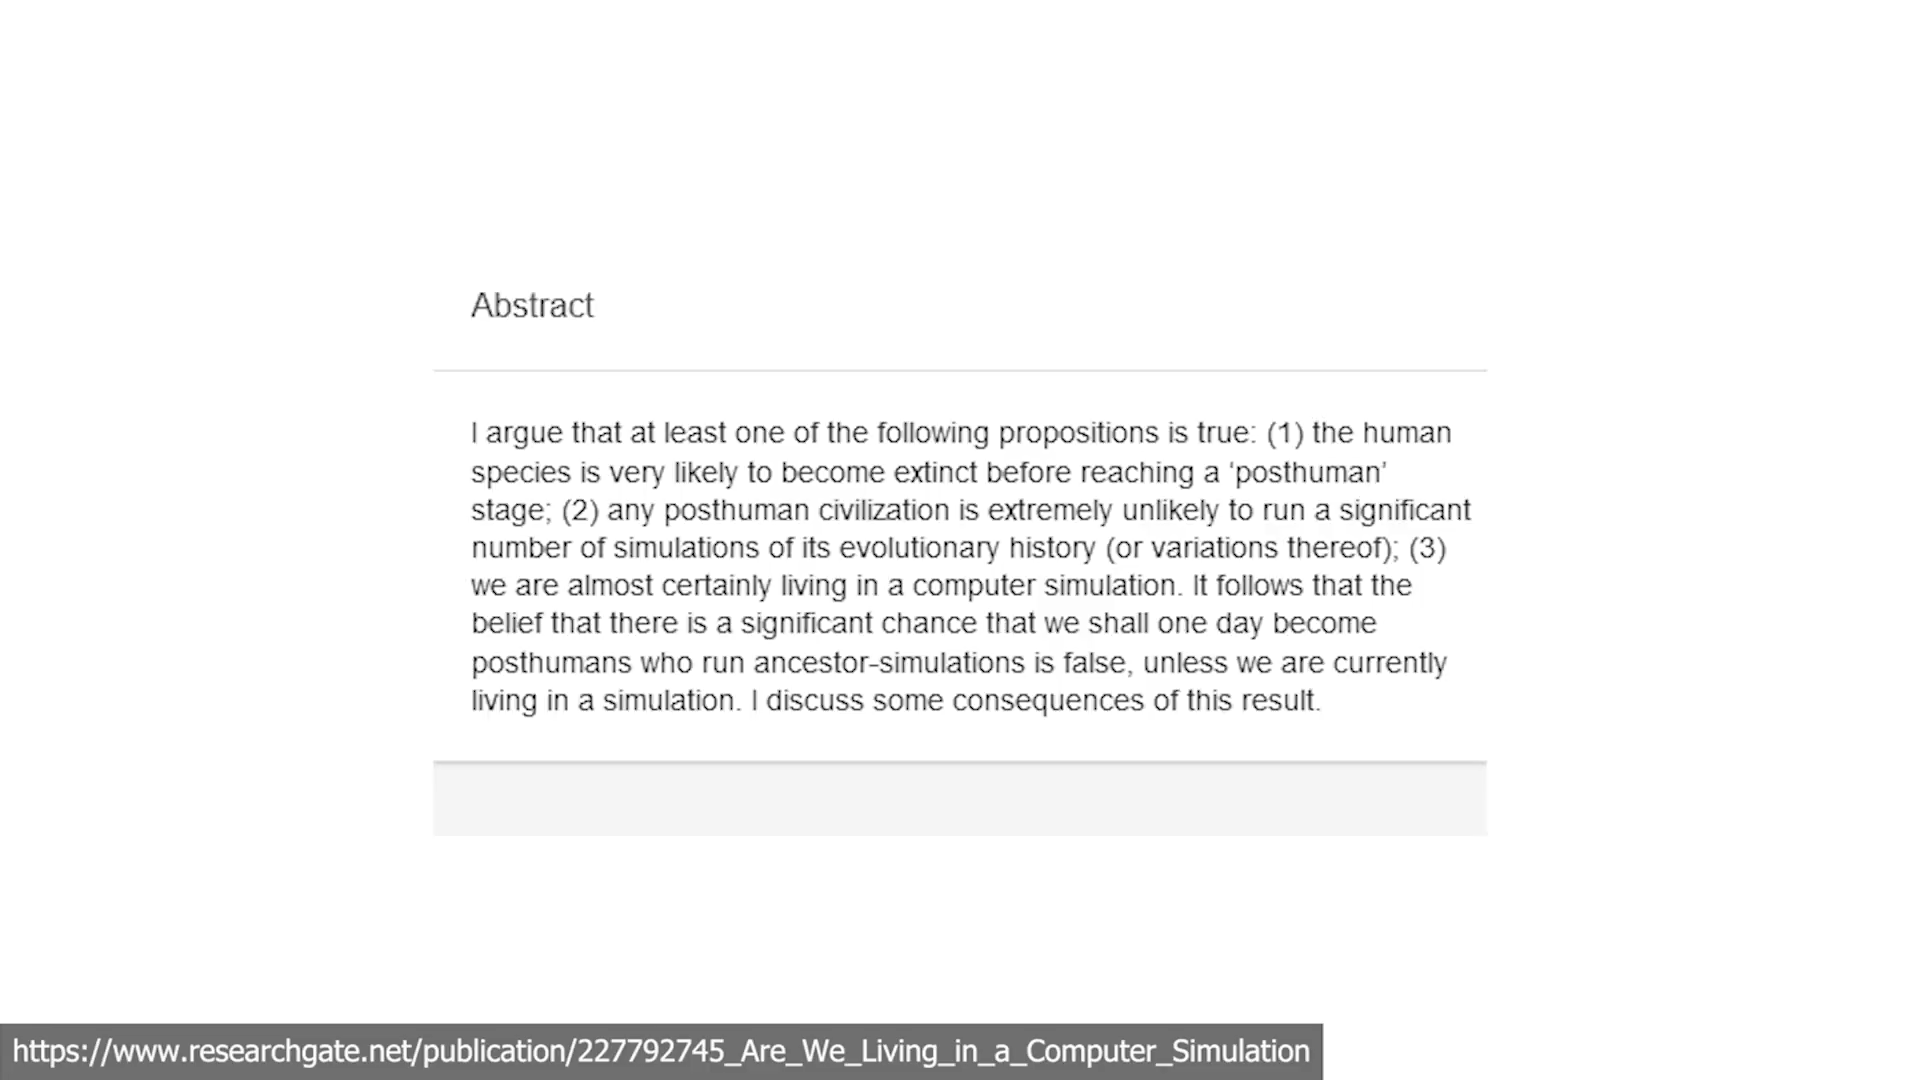 Abstract
I argue that at least one of the following propositions is true: (1) the human
species is very likely to become extinct before reaching a ‘posthuman’
stage; (2) any posthuman civilization is extremely unlikely to run a significant
number of simulations of its evolutionary history (or variations thereof); (3)
we are almost certainly living in a computer simulation. It follows that the
belief that there is a significant chance that we shall one day become
posthumans who run ancestor-simulations is false, unless we are currently
living in a simulation. I discuss some consequences of this result.
https://www.researchgate.net/publication/227792745_Are_We_Living_in_a_Computer_Simulation